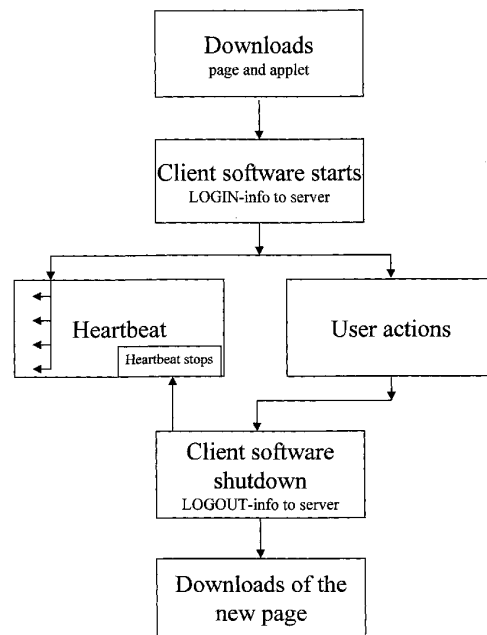 Downloads
page and applet
Client software starts
LOGIN-info to server
Heartbeat
Heartbeat stops
User actions
Client software
shutdown
LOGOUT-info to server
Downloads of the
new page